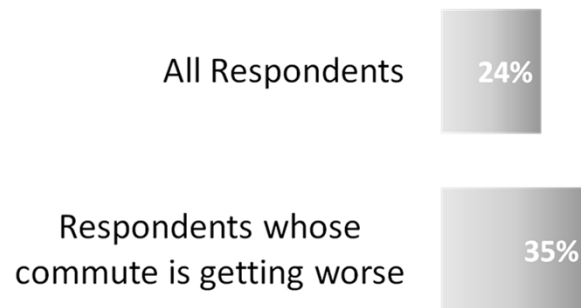 All Respondents
24%
Respondents whose
commute is getting worse
35%